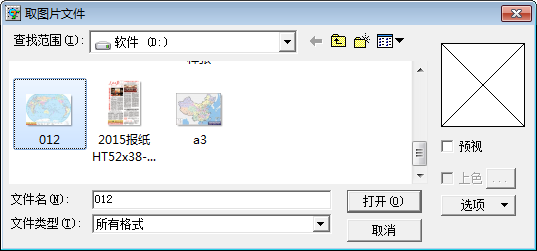 取图片文件
查找范围(I):
软件 (D:)
012
2015报纸
HT52x38-...
a3
预视
上色
...
文件名(N):
012
打开(O)
选项
文件类型(T):
所有格式
取消